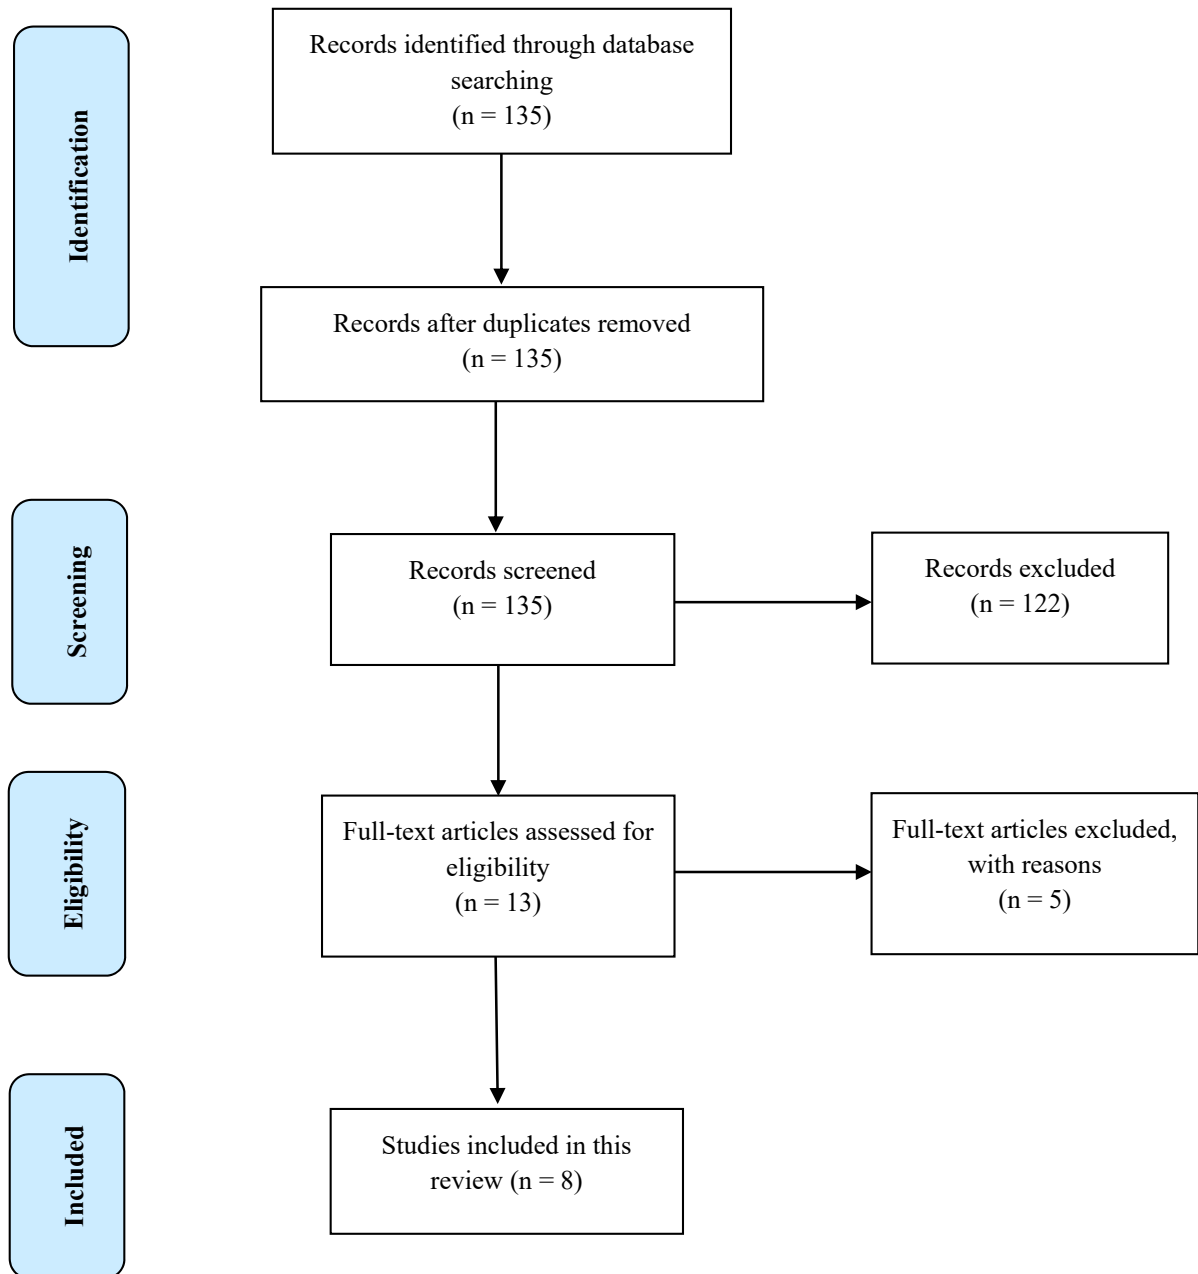 Identification
Records identified through database
searching
(n = 135)
Records after duplicates removed
(n = 135)
Screening
Records screened
(n = 135)
Records excluded
(n = 122)
Eligibility
Full-text articles assessed for
eligibility
(n = 13)
Full-text articles excluded,
with reasons
(n = 5)
Included
Studies included in this
review (n = 8)